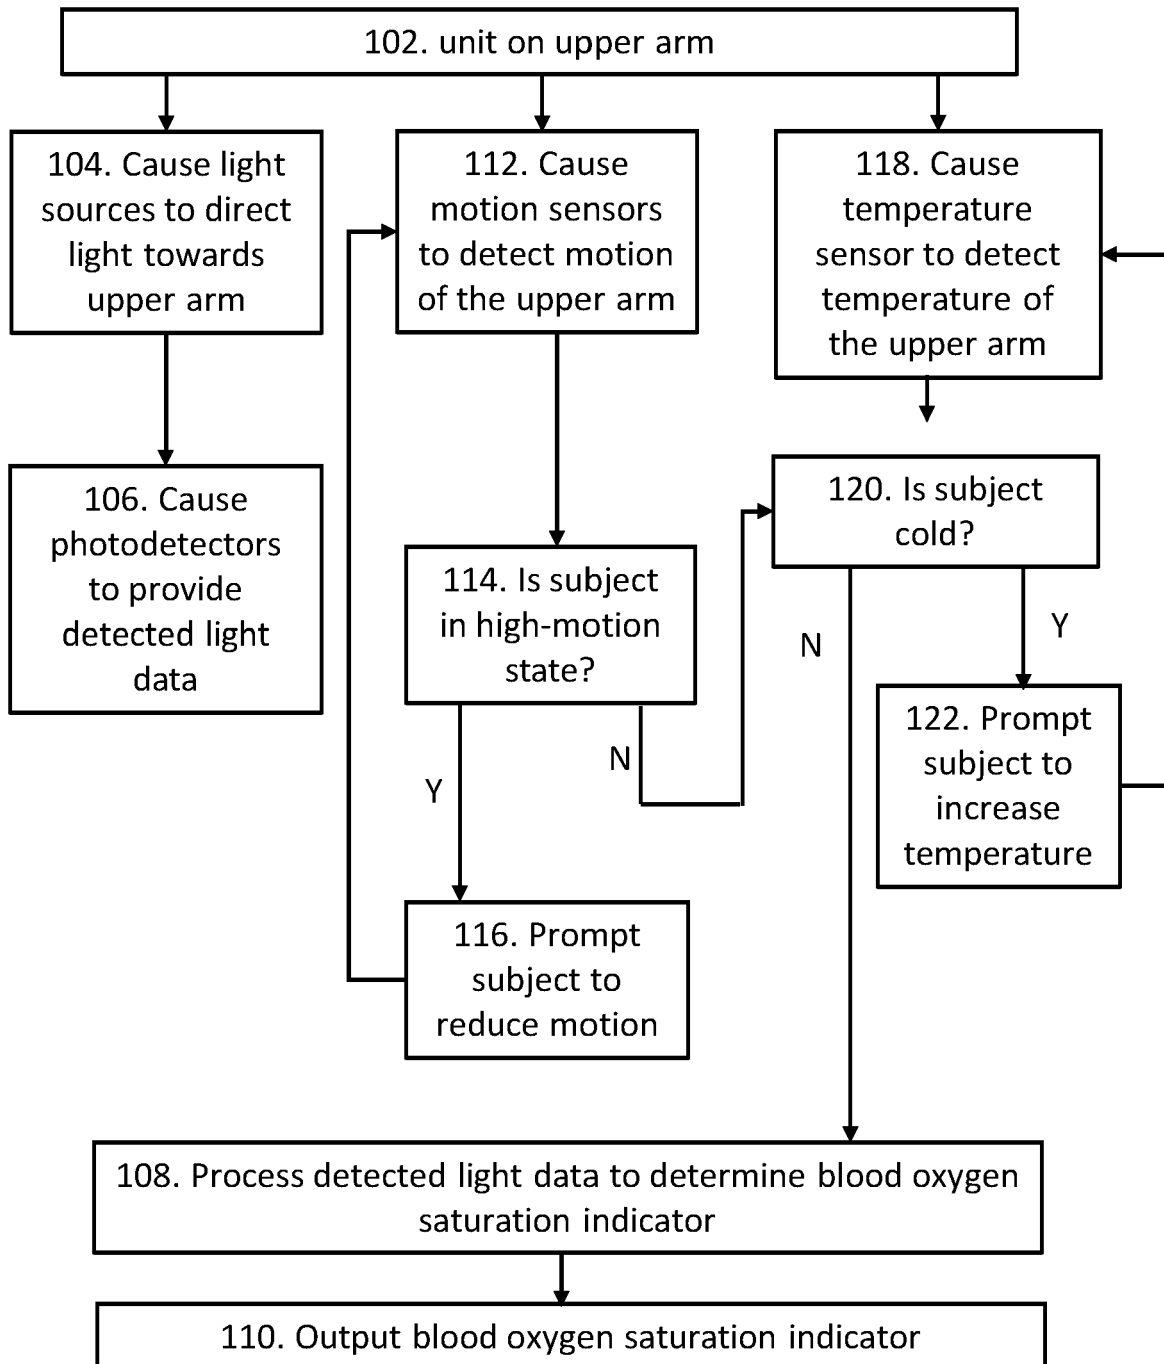 102. unit on upper arm
104. Cause light
sources to direct
light towards
upper arm
112. Cause
motion sensors
to detect motion
of the upper arm
118. Cause
temperature
sensor to detect
temperature of
the upper arm
106. Cause
photodetectors
to provide
detected light
data
114. Is subject
in high-motion
state?
120. Is subject
cold?
N
Y
Y
N
122. Prompt
subject to
increase
temperature
116. Prompt
subject to
reduce motion
108. Process detected light data to determine blood oxygen
saturation indicator
110. Output blood oxygen saturation indicator